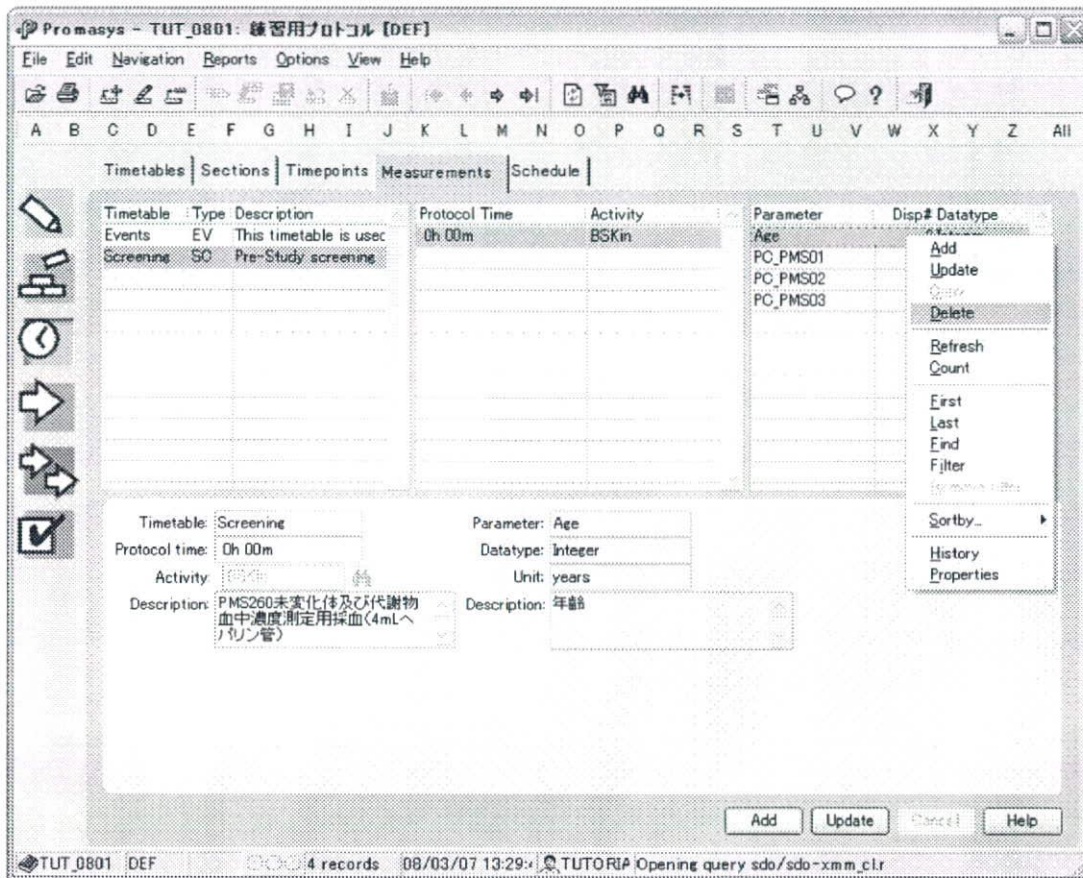 Promasys - TUT_0801: 練習用プロトコル [DEF]
File Edit Navigation Reports Options View Help
A B C D E F G H I J K L M N O P Q R S T U V W X Y Z All
Timetables Sections Timepoints Measurements Schedule
Timetable Type Description
Events EV This timetable is used
Screening SC Pre-Study screening
Protocol Time Activity
0h 00m BSKin
Parameter Disp# Datatype
Age
PC_PMS01
PC_PMS02
PC_PMS03
Add
Update
Query
Delete
Refresh
Count
First
Last
Find
Filter
Sortby...
History
Properties
Timetable: Screening
Protocol time: 0h 00m
Activity: BSKin
Description: PMS260未変化体及び代謝物
血中濃度測定用採血(4mLヘ
パリン管)
Parameter: Age
Datatype: Integer
Unit: years
Description: 年齢
Add Update Cancel Help
TUT_0801 DEF 4 records 08/03/07 13:29: TUTORIA Opening query sdo/sdo-xmm_cl.r